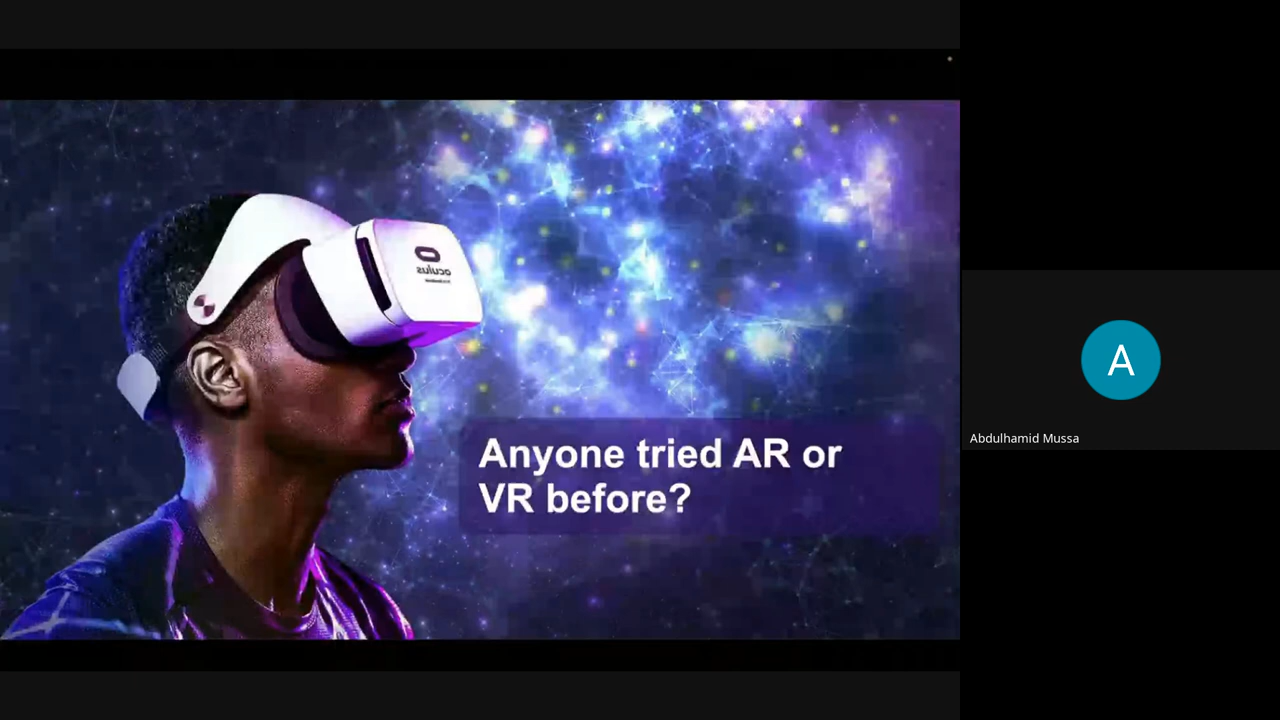 oculus
Anyone tried AR or
VR before?
A
Abdulhamid Mussa